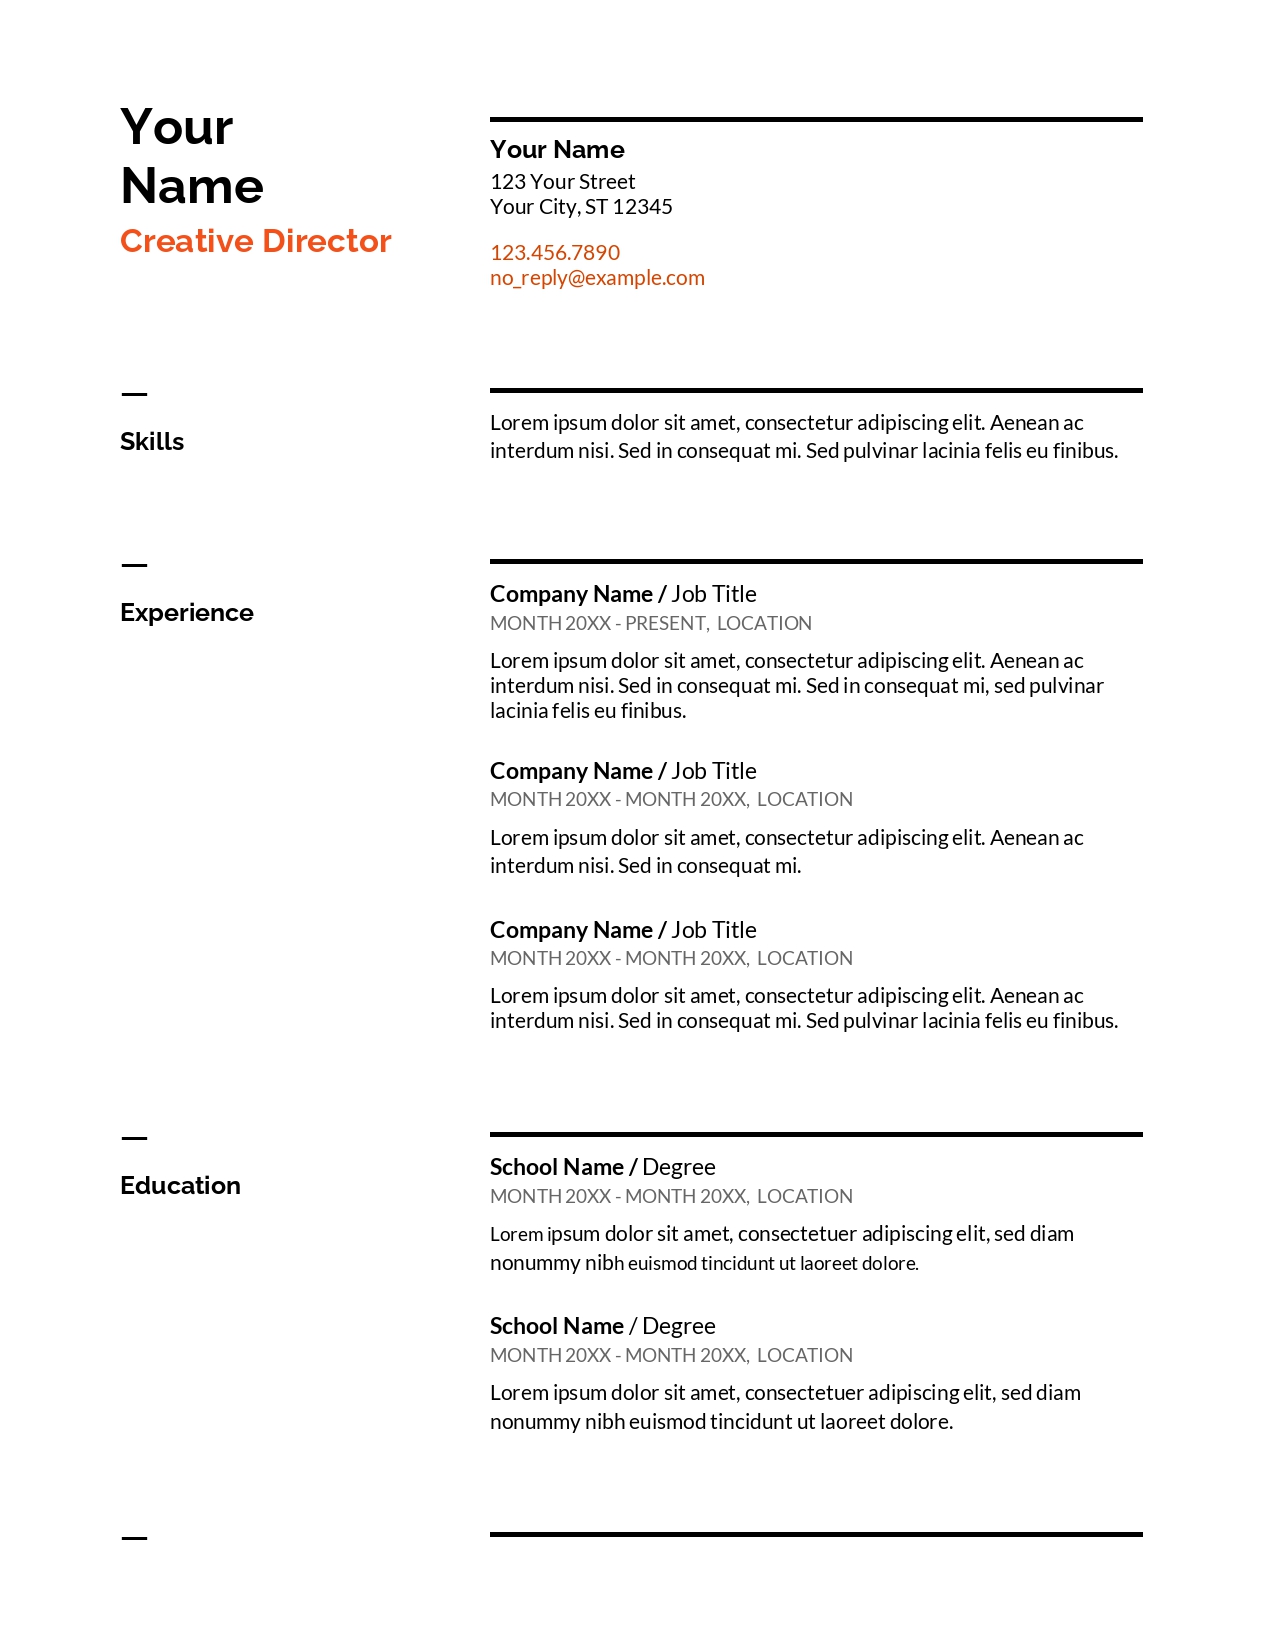 Your
Name
Creative Director
Your Name
123 Your Street
Your City, ST 12345
123.456.7890
no_reply@example.com
—
Skills
Lorem ipsum dolor sit amet, consectetur adipiscing elit. Aenean ac
interdum nisi. Sed in consequat mi. Sed pulvinar lacinia felis eu finibus.
—
Experience
Company Name / Job Title
MONTH 20XX - PRESENT, LOCATION
Lorem ipsum dolor sit amet, consectetur adipiscing elit. Aenean ac
interdum nisi. Sed in consequat mi. Sed in consequat mi, sed pulvinar
lacinia felis eu finibus.
Company Name / Job Title
MONTH 20XX - MONTH 20XX, LOCATION
Lorem ipsum dolor sit amet, consectetur adipiscing elit. Aenean ac
interdum nisi. Sed in consequat mi.
Company Name / Job Title
MONTH 20XX - MONTH 20XX, LOCATION
Lorem ipsum dolor sit amet, consectetur adipiscing elit. Aenean ac
interdum nisi. Sed in consequat mi. Sed pulvinar lacinia felis eu finibus.
—
Education
School Name / Degree
MONTH 20XX - MONTH 20XX, LOCATION
Lorem ipsum dolor sit amet, consectetuer adipiscing elit, sed diam
nonummy nibh euismod tincidunt ut laoreet dolore.
School Name / Degree
MONTH 20XX - MONTH 20XX, LOCATION
Lorem ipsum dolor sit amet, consectetuer adipiscing elit, sed diam
nonummy nibh euismod tincidunt ut laoreet dolore.
—